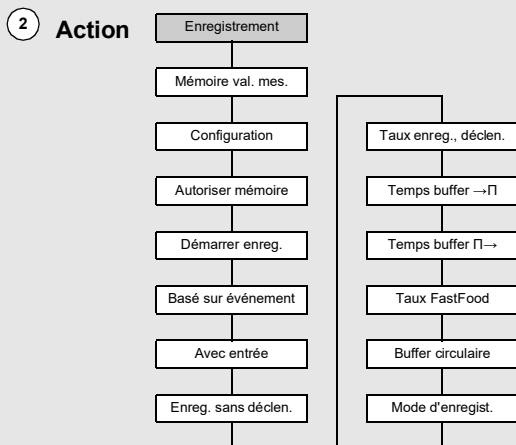 2 Action
Enregistrement
Mémoire val. mes.
Configuration
Autoriser mémoire
Démarrer enreg.
Basé sur événement
Avec entrée
Enreg. sans déclen.
Taux enreg., déclen.
Temps buffer →Π
Temps buffer Π→
Taux FastFood
Buffer circulaire
Mode d'enregist.